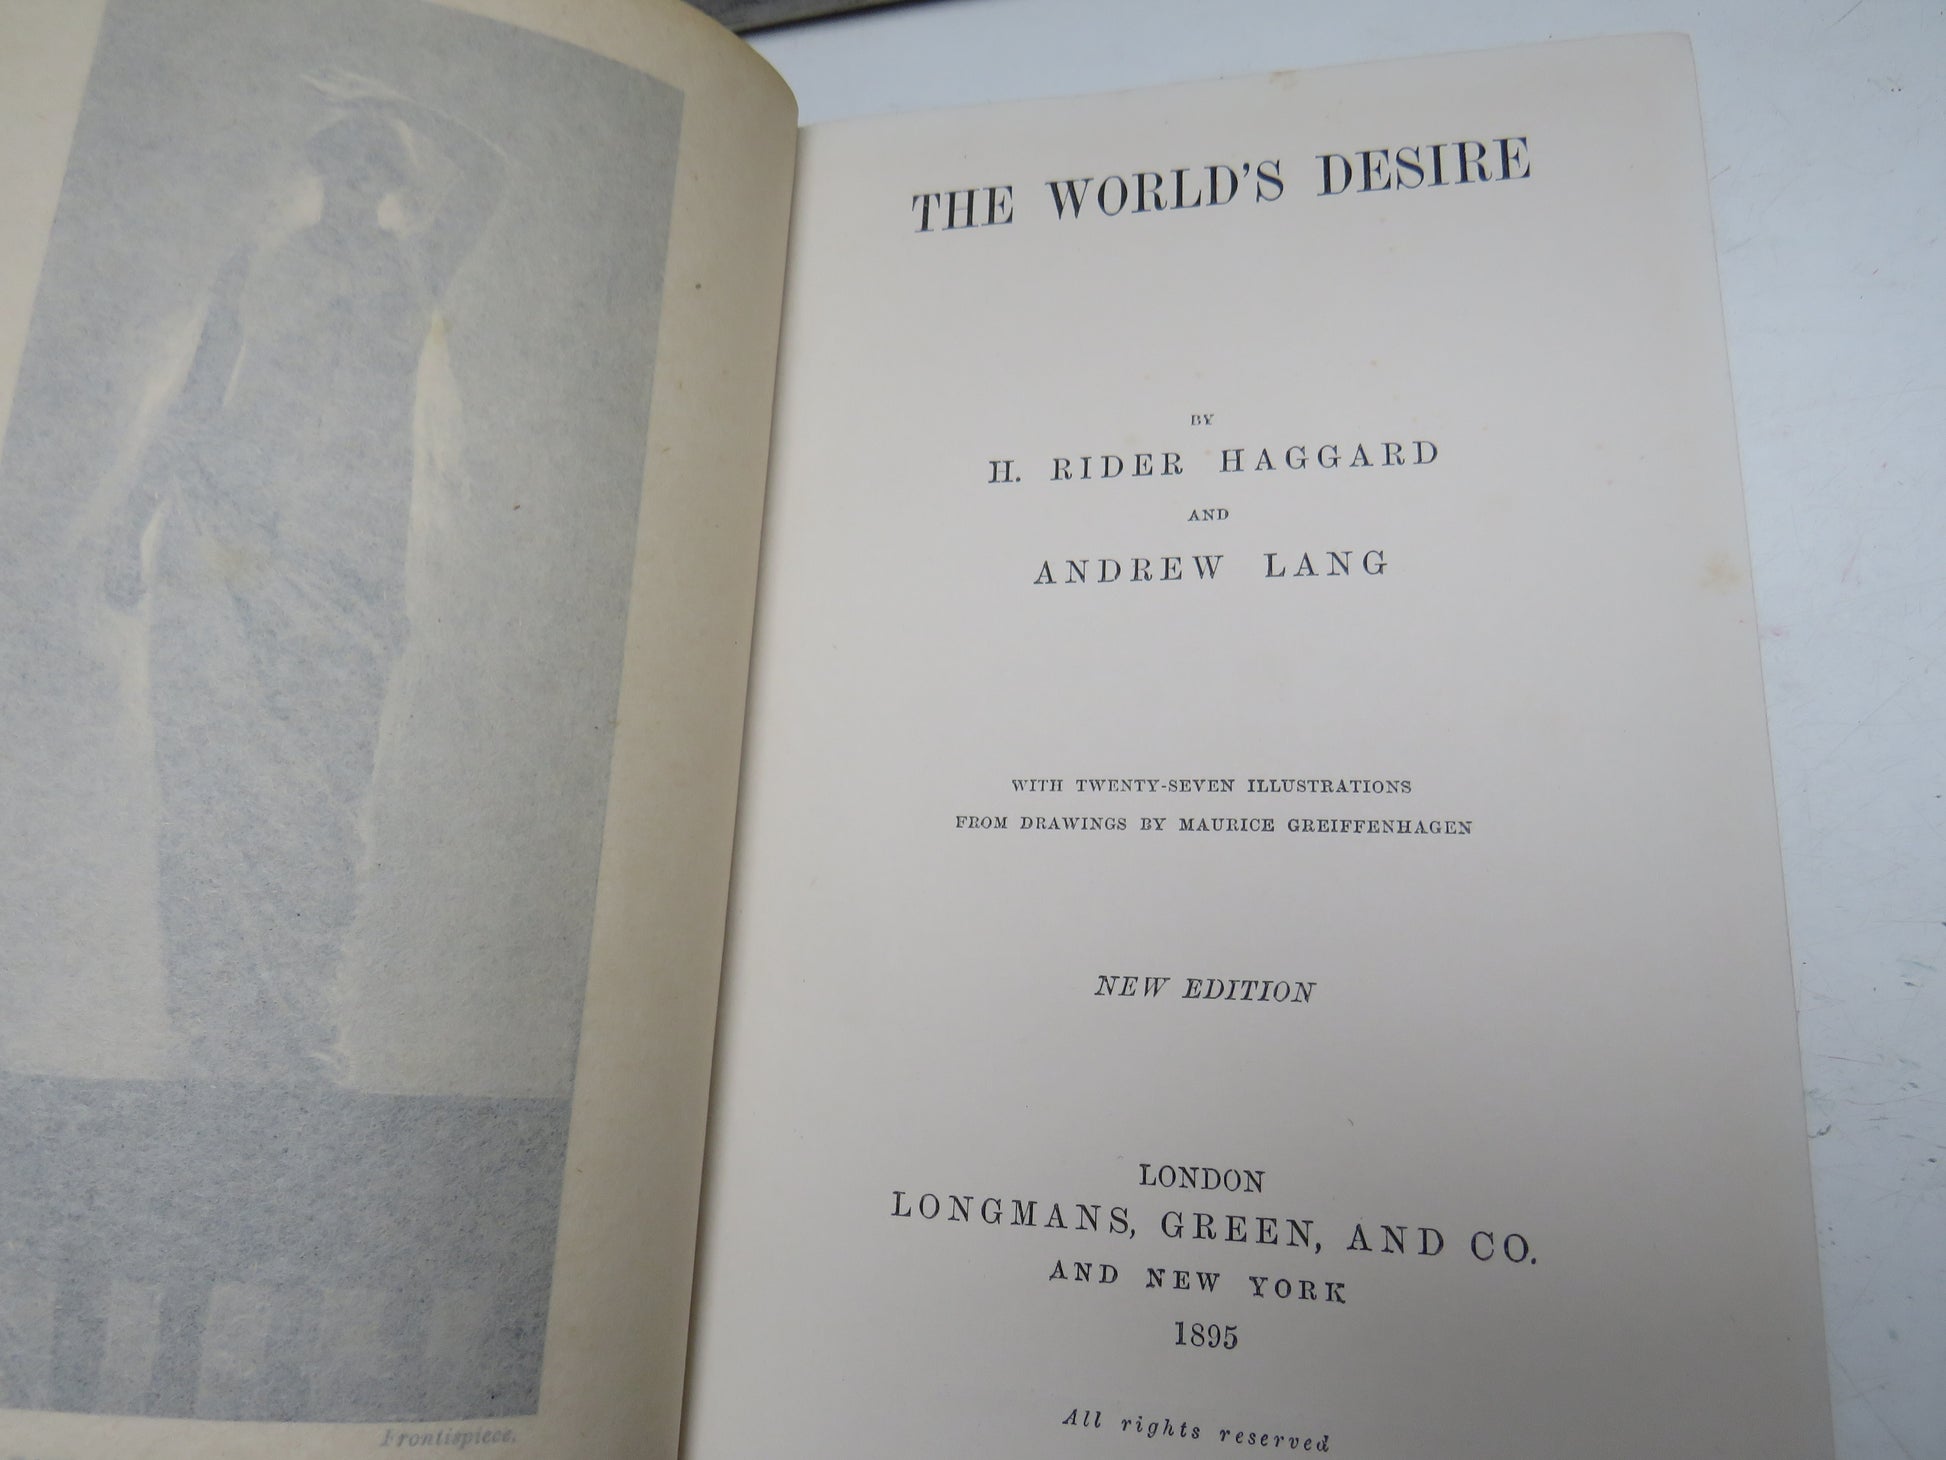 Frontispiece.
THE WORLD'S DESIRE
BY
H. RIDER HAGGARD
AND
ANDREW LANG
WITH TWENTY-SEVEN ILLUSTRATIONS
FROM DRAWINGS BY MAURICE GREIFFENHAGEN
NEW EDITION
LONDON
LONGMANS, GREEN, AND CO.
AND NEW YORK
1895
All rights reserved